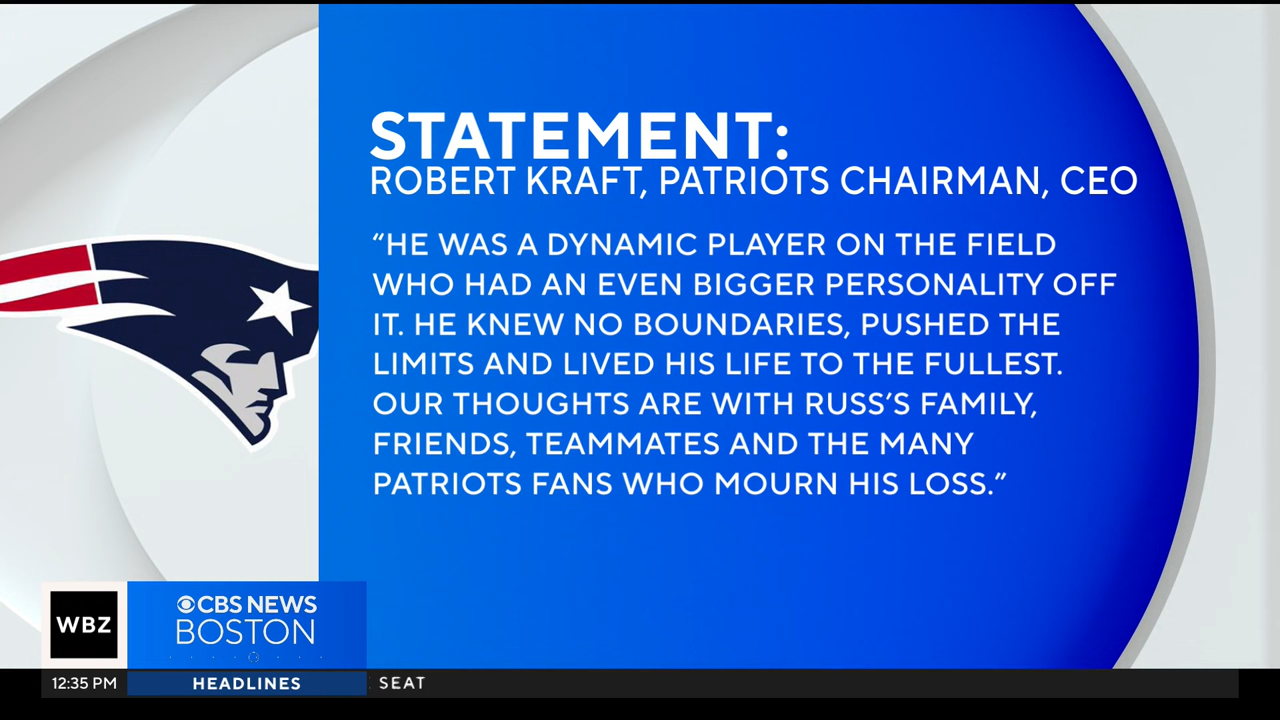 STATEMENT:
ROBERT KRAFT, PATRIOTS CHAIRMAN, CEO
“HE WAS A DYNAMIC PLAYER ON THE FIELD
WHO HAD AN EVEN BIGGER PERSONALITY OFF
IT. HE KNEW NO BOUNDARIES, PUSHED THE
LIMITS AND LIVED HIS LIFE TO THE FULLEST.
OUR THOUGHTS ARE WITH RUSS’S FAMILY,
FRIENDS, TEAMMATES AND THE MANY
PATRIOTS FANS WHO MOURN HIS LOSS.”
WBZ
CBS NEWS
BOSTON
12:35 PM
HEADLINES
SEAT